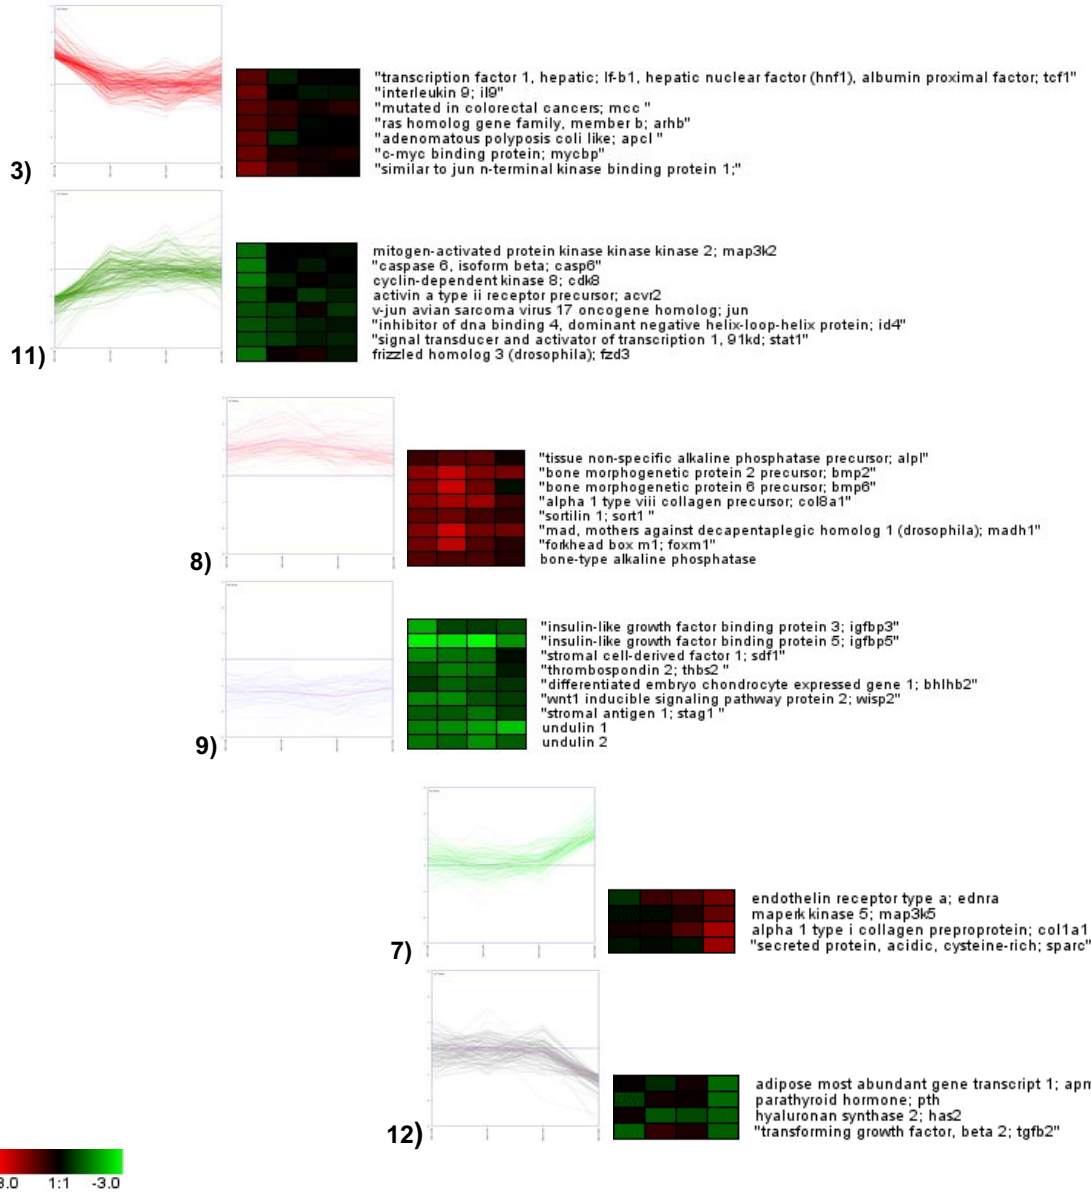 3)
"transcription factor 1, hepatic; lf-b1, hepatic nuclear factor (hnf1), albumin proximal factor; tcf1"
"interleukin 9; il9"
"mutated in colorectal cancers; mcc "
"ras homolog gene family, member b; arhb"
"adenomatous polyposis coli like; apcl "
"c-myc binding protein; mycbp"
"similar to jun n-terminal kinase binding protein 1;"
11)
mitogen-activated protein kinase kinase kinase 2; map3k2
"caspase 6, isoform beta; casp6"
cyclin-dependent kinase 8; cdk8
activin a type ii receptor precursor; acvr2
v-jun avian sarcoma virus 17 oncogene homolog; jun
"inhibitor of dna binding 4, dominant negative helix-loop-helix protein; id4"
"signal transducer and activator of transcription 1, 91kd; stat1"
frizzled homolog 3 (drosophila); fzd3
8)
"tissue non-specific alkaline phosphatase precursor; alpl"
"bone morphogenetic protein 2 precursor; bmp2"
"bone morphogenetic protein 6 precursor; bmp6"
"alpha 1 type viii collagen precursor; col8a1"
"sortilin 1; sort1 "
"mad, mothers against decapentaplegic homolog 1 (drosophila); madh1"
"forkhead box m1; foxm1"
bone-type alkaline phosphatase
9)
"insulin-like growth factor binding protein 3; igfbp3"
"insulin-like growth factor binding protein 5; igfbp5"
"stromal cell-derived factor 1; sdf1"
"thrombospondin 2; thbs2 "
"differentiated embryo chondrocyte expressed gene 1; bhlhb2"
"wnt1 inducible signaling pathway protein 2; wisp2"
"stromal antigen 1; stag1 "
undulin 1
undulin 2
7)
endothelin receptor type a; ednra
maperk kinase 5; map3k5
alpha 1 type i collagen preproprotein; col1a1
"secreted protein, acidic, cysteine-rich; sparc"
12)
adipose most abundant gene transcript 1; apm
parathyroid hormone; pth
hyaluronan synthase 2; has2
"transforming growth factor, beta 2; tgfb2"
3.0 1:1 -3.0